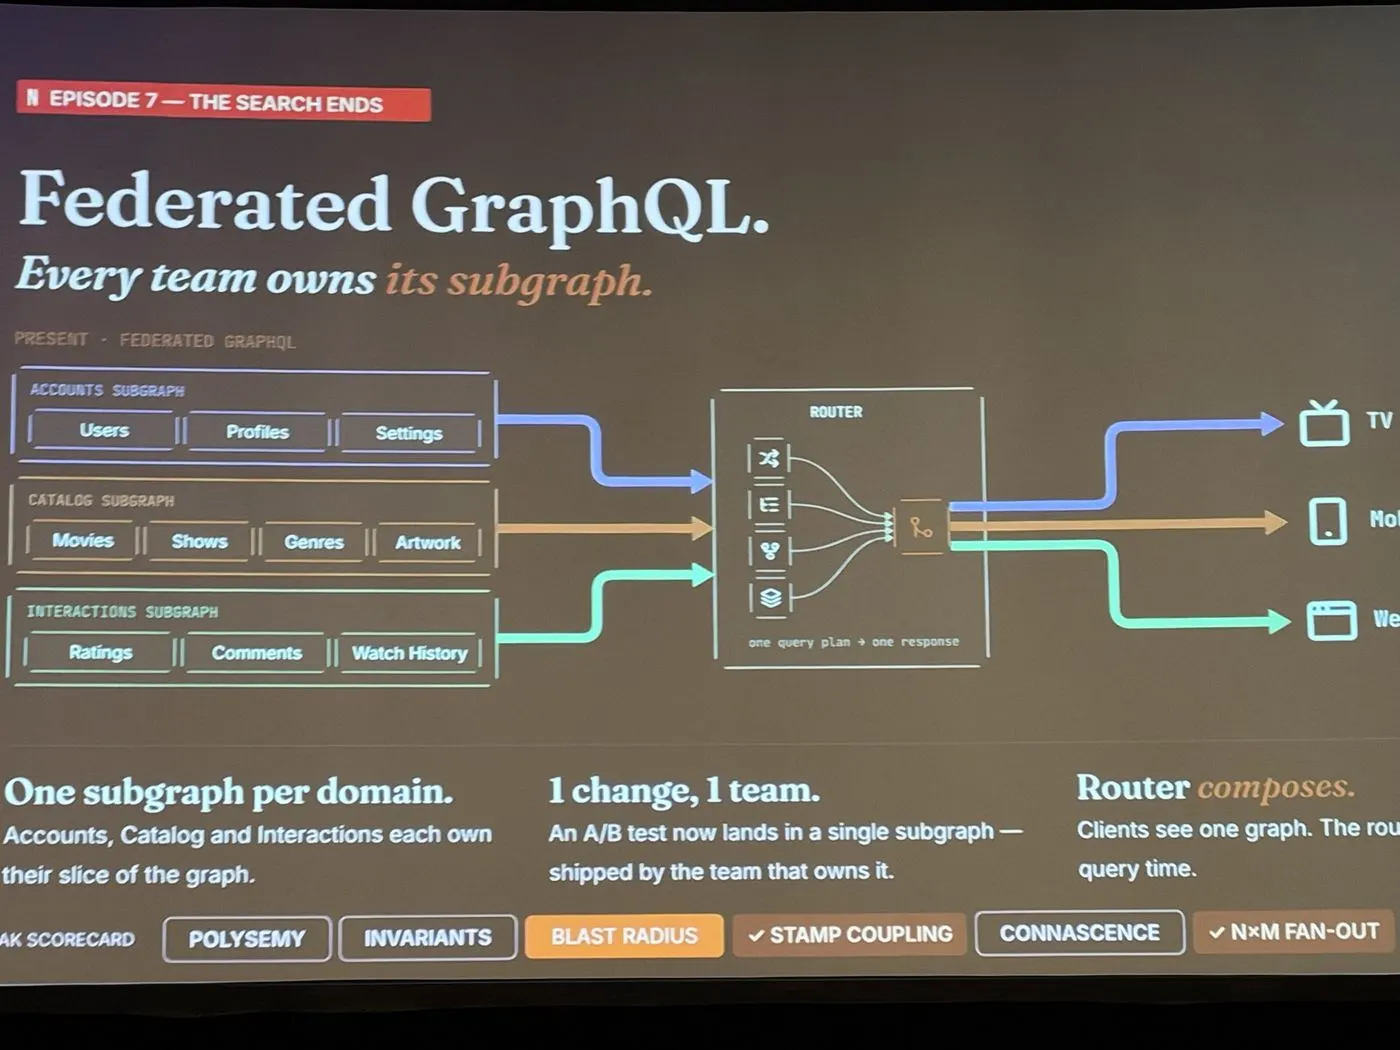 N EPISODE 7 — THE SEARCH ENDS
Federated GraphQL.
Every team owns its subgraph.
PRESENT · FEDERATED GRAPHQL
ACCOUNTS SUBGRAPH
Users
Profiles
Settings
CATALOG SUBGRAPH
Movies
Shows
Genres
Artwork
INTERACTIONS SUBGRAPH
Ratings
Comments
Watch History
ROUTER
one query plan → one response
TV
One subgraph per domain.
Accounts, Catalog and Interactions each own
their slice of the graph.
1 change, 1 team.
An A/B test now lands in a single subgraph —
shipped by the team that owns it.
Router composes.
Clients see one graph. The
query time.
SCORECARD
POLYSEMY
INVARIANTS
BLAST RADIUS
✓ STAMP COUPLING
CONNASCENCE
✓ N×M FAN-OUT